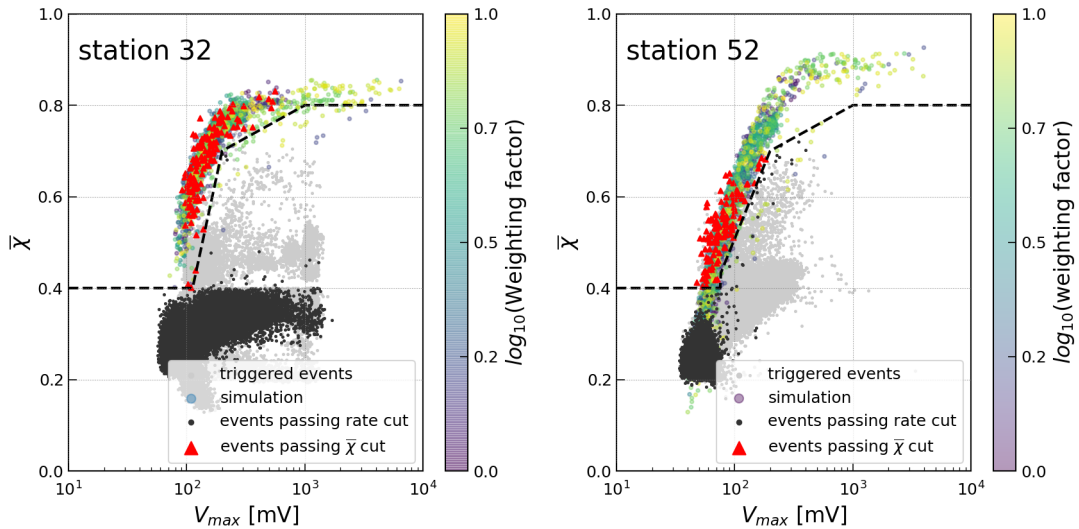 station 32
1.0
0.8
0.6
0.4
0.2
0.0
χ̅
10¹
10²
10³
10⁴
V_max [mV]
triggered events
simulation
events passing rate cut
events passing χ̅ cut
1.0
0.7
0.5
0.2
0.0
log₁₀(Weighting factor)
station 52
1.0
0.8
0.6
0.4
0.2
0.0
χ̅
10¹
10²
10³
10⁴
V_max [mV]
triggered events
simulation
events passing rate cut
events passing χ̅ cut
1.0
0.7
0.5
0.2
0.0
log₁₀(weighting factor)